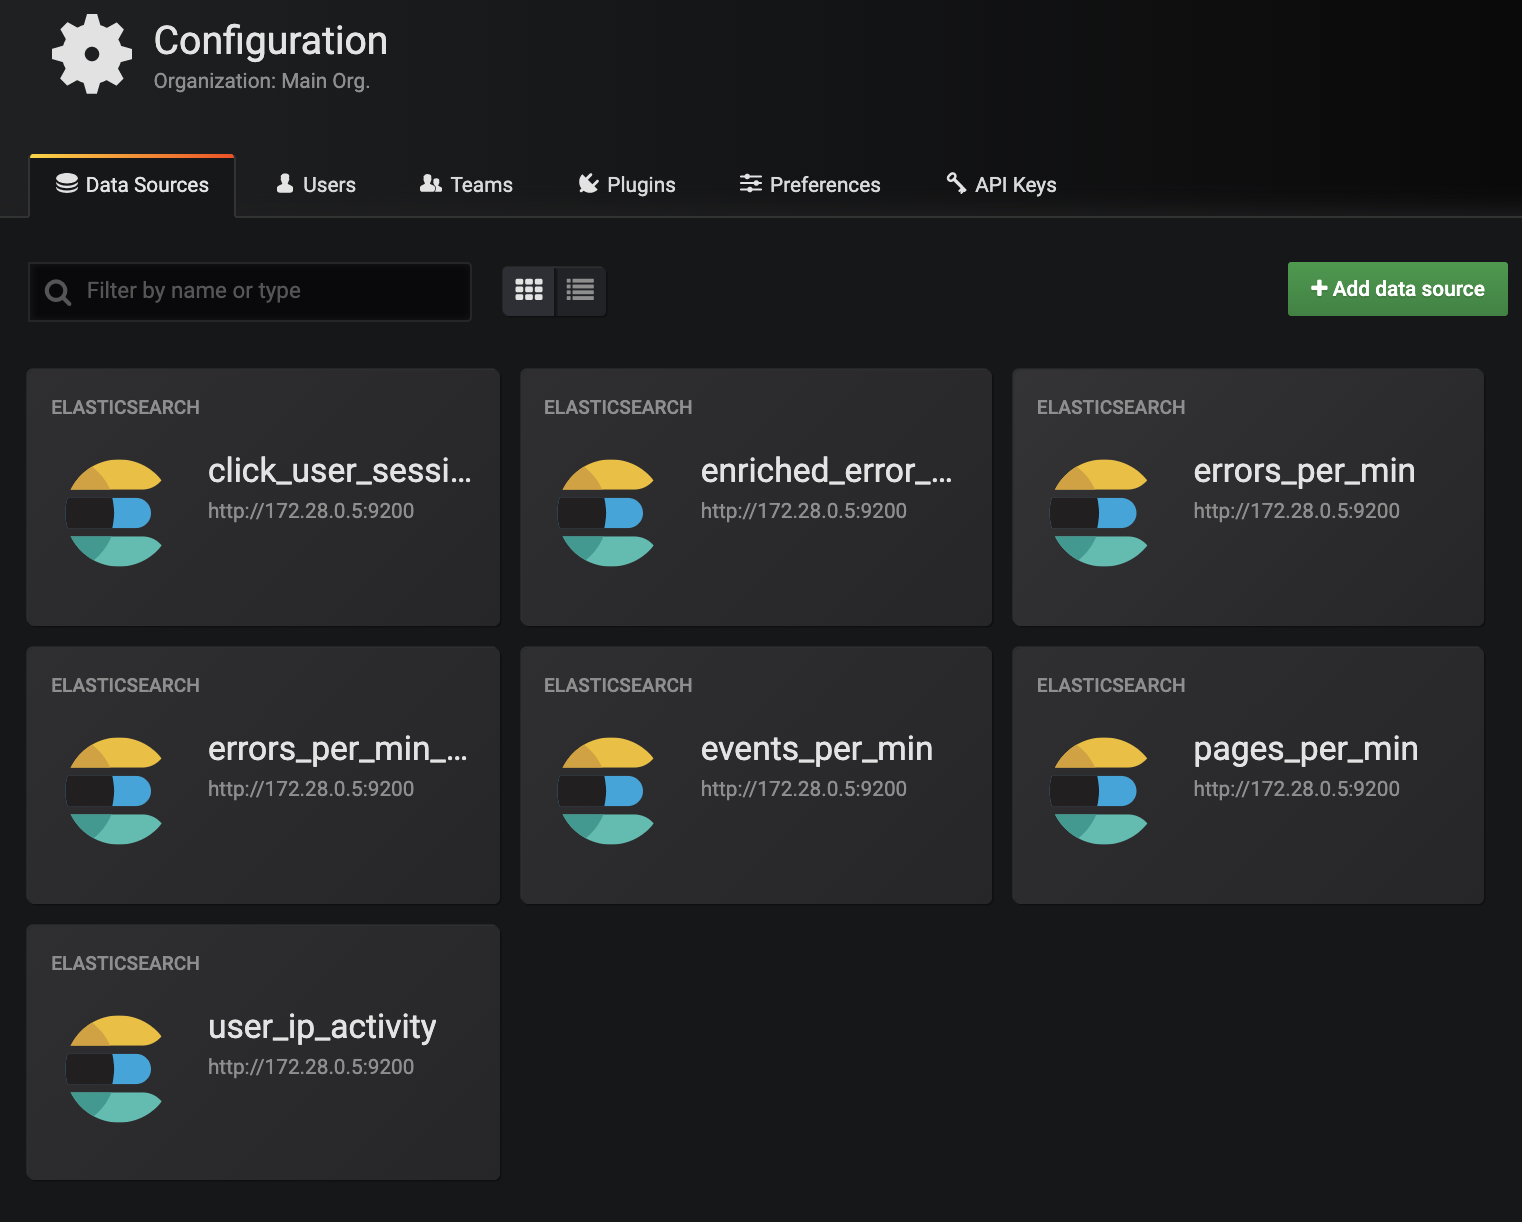 Configuration
Organization: Main Org.
Data Sources
Users
Teams
Plugins
Preferences
API Keys
Filter by name or type
Add data source
ELASTICSEARCH
click_user_sessi...
http://172.28.0.5:9200
ELASTICSEARCH
enriched_error_...
http://172.28.0.5:9200
ELASTICSEARCH
errors_per_min
http://172.28.0.5:9200
ELASTICSEARCH
errors_per_min_...
http://172.28.0.5:9200
ELASTICSEARCH
events_per_min
http://172.28.0.5:9200
ELASTICSEARCH
pages_per_min
http://172.28.0.5:9200
ELASTICSEARCH
user_ip_activity
http://172.28.0.5:9200